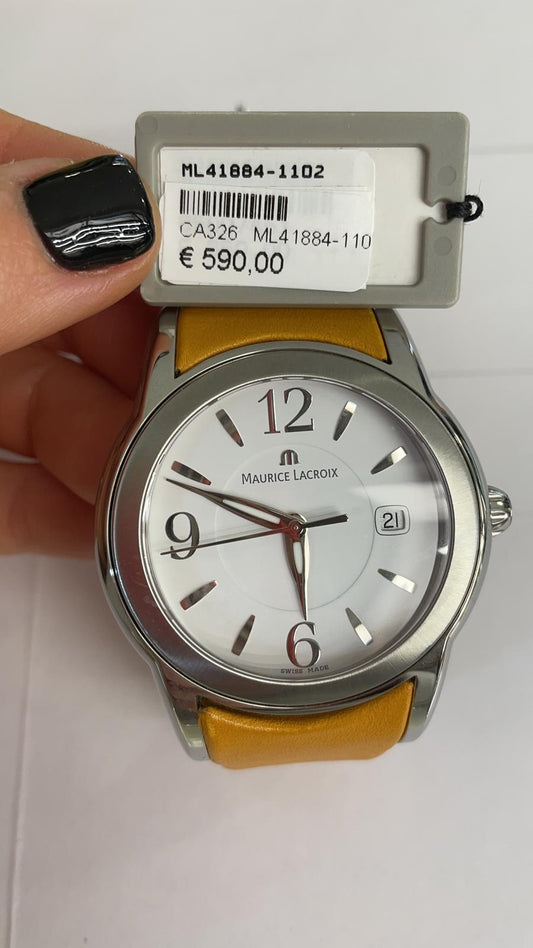 ML41884-1102
CA326 ML41884-110
€ 590,00
12
MAURICE LACROIX
9
21
6
SWISS MADE